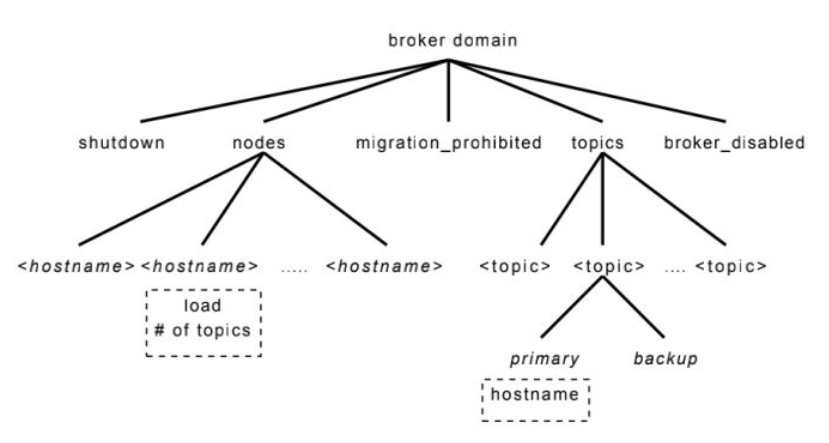 broker domain
shutdown nodes migration_prohibited topics broker_disabled
<hostname> <hostname> ..... <hostname> <topic> <topic> .... <topic>
load
# of topics
primary backup
hostname